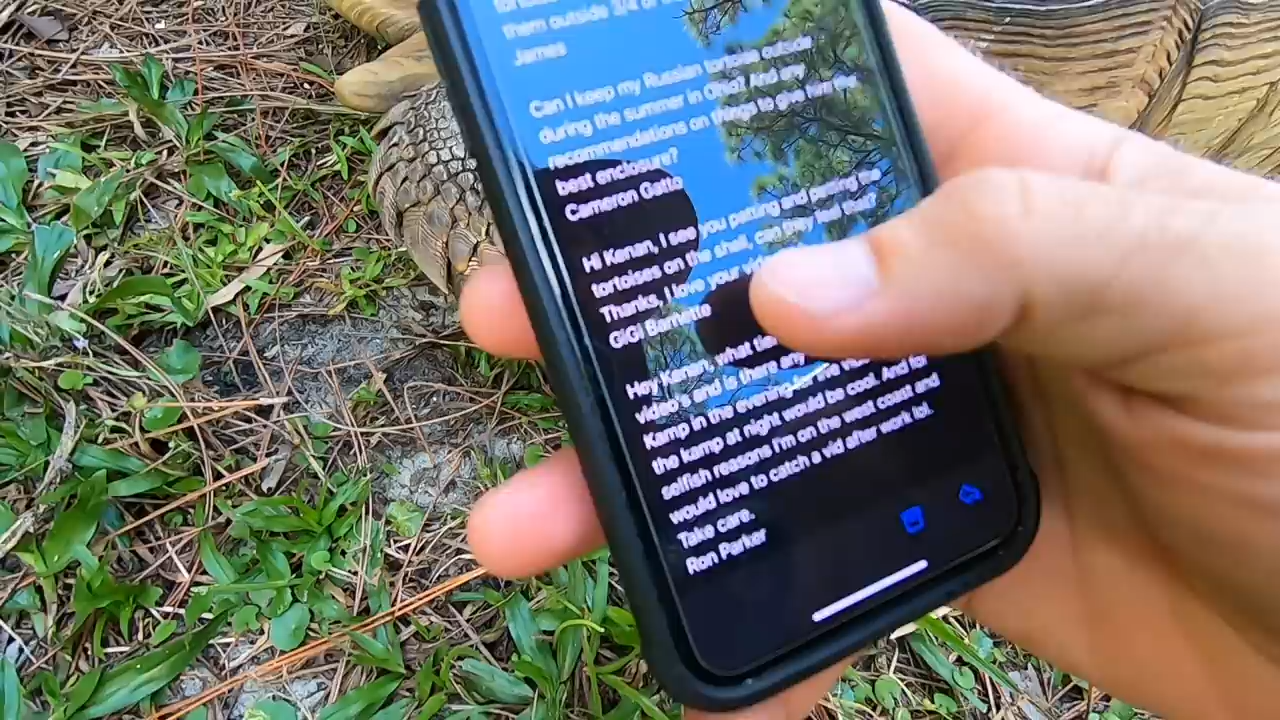 them outside 3/4 of
James
Can I keep my Russian tortoise outside
during the summer in Ohio? And any
recommendations on things to give him the
best enclosure?
Cameron Gatto
Hi Kenan, I see you patting and petting the
tortoises on the shell, can they feel that?
Thanks, I love your
GiGi Barnette
Hey Kenan, what
video's and is there any
Kamp in the evening for live
the kamp at night would be cool. And for
selfish reasons I'm on the west coast and
would love to catch a vid after work lol.
Take care.
Ron Parker